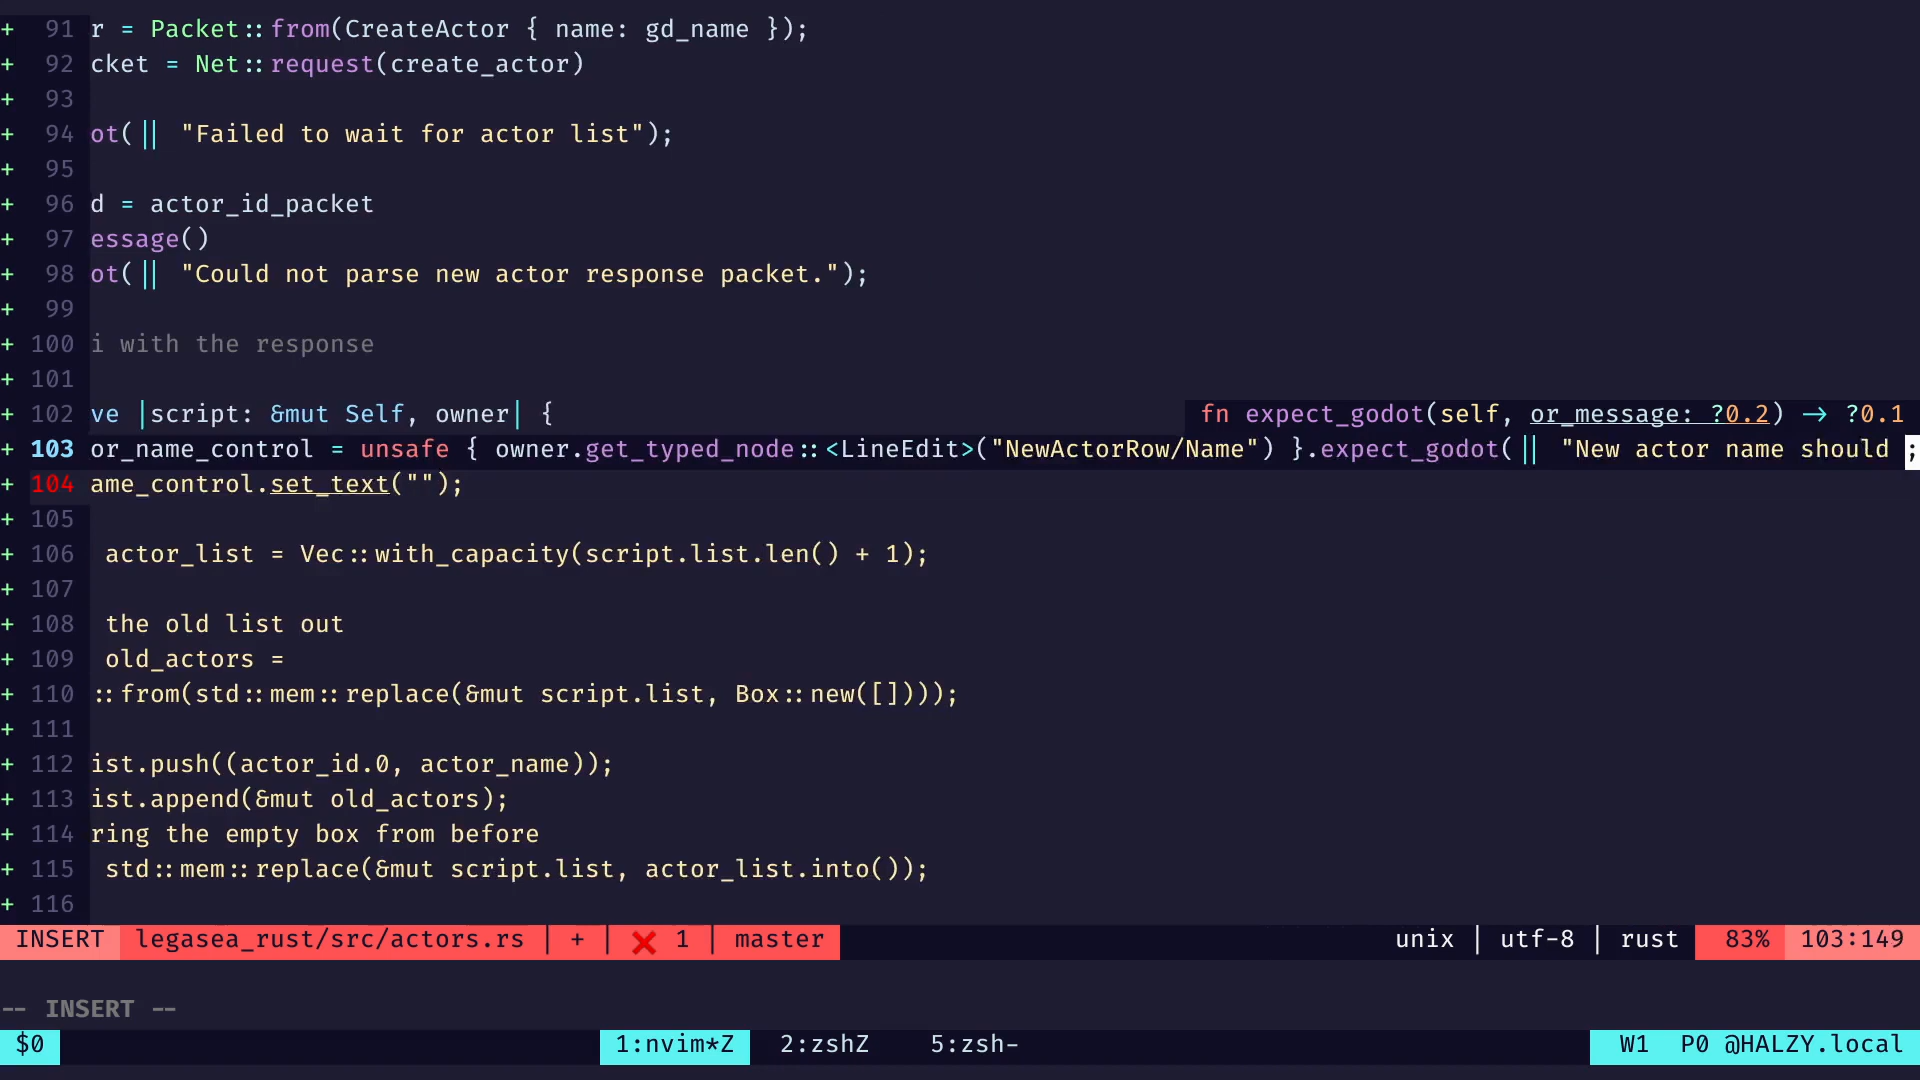 + 91 r = Packet::from(CreateActor { name: gd_name });
+ 92 cket = Net::request(create_actor)
+ 93
+ 94 ot(|| "Failed to wait for actor list");
+ 95
+ 96 d = actor_id_packet
+ 97 essage()
+ 98 ot(|| "Could not parse new actor response packet.");
+ 99
+ 100 i with the response
+ 101
+ 102 ve |script: &mut Self, owner| { fn expect_godot(self, or_message: ?0.2) -> ?0.1
+ 103 or_name_control = unsafe { owner.get_typed_node::<LineEdit>("NewActorRow/Name") }.expect_godot(|| "New actor name should ;
+ 104 ame_control.set_text("");
+ 105
+ 106 actor_list = Vec::with_capacity(script.list.len() + 1);
+ 107
+ 108 the old list out
+ 109 old_actors =
+ 110 ::from(std::mem::replace(&mut script.list, Box::new([])));
+ 111
+ 112 ist.push((actor_id.0, actor_name));
+ 113 ist.append(&mut old_actors);
+ 114 ring the empty box from before
+ 115 std::mem::replace(&mut script.list, actor_list.into());
+ 116
INSERT legasea_rust/src/actors.rs | + | ❌ 1 | master unix | utf-8 | rust 83% 103:149
-- INSERT --
$0 1:nvim*Z 2:zshZ 5:zsh- W1 P0 @HALZY.local